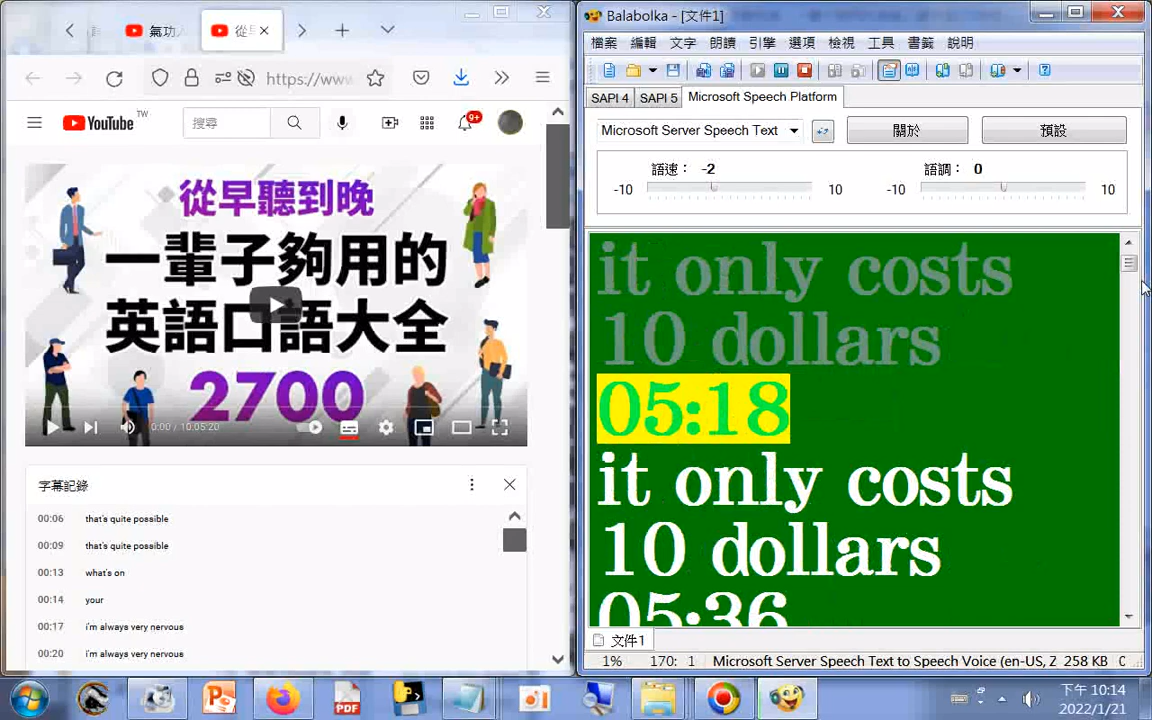 氣功
從
https://www
YouTube TW
搜尋
9+
從早聽到晚
一輩子夠用的
英語口語大全
2700
0:00 / 10:05:20
字幕記錄
00:06 that's quite possible
00:09 that's quite possible
00:13 what's on
00:14 your
00:17 i'm always very nervous
00:20 i'm always very nervous
Balabolka - [文件1]
檔案 編輯 文字 朗讀 引擎 選項 檢視 工具 書籤 說明
SAPI 4 SAPI 5 Microsoft Speech Platform
Microsoft Server Speech Text 關於 預設
語速： -2 語調： 0
-10 10 -10 10
it only costs
10 dollars
05:18
it only costs
10 dollars
05:36
文件1
1% 170: 1 Microsoft Server Speech Text to Speech Voice (en-US, Z 258 KB
PDF
下午 10:14
2022/1/21